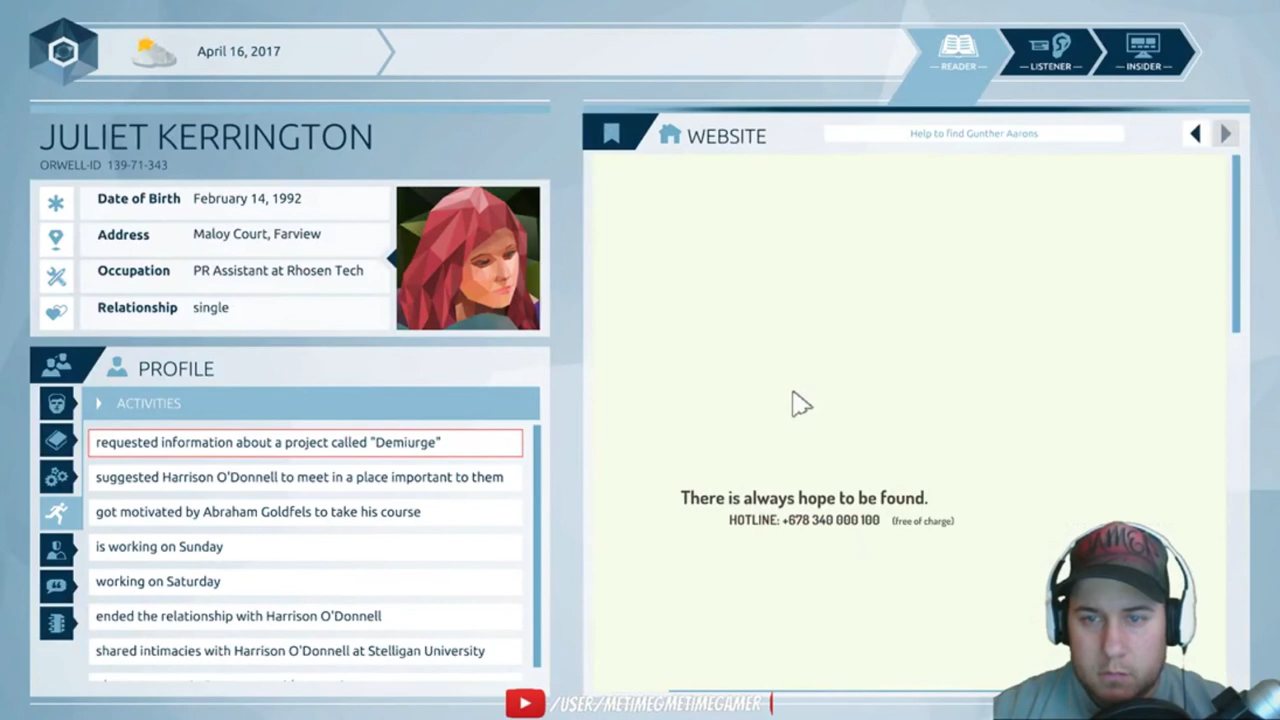 April 16, 2017
READER
LISTENER
INSIDER
JULIET KERRINGTON
ORWELL-ID 139-71-343
Date of Birth February 14, 1992
Address Maloy Court, Farview
Occupation PR Assistant at Rhosen Tech
Relationship single
PROFILE
ACTIVITIES
requested information about a project called "Demiurge"
suggested Harrison O'Donnell to meet in a place important to them
got motivated by Abraham Goldfels to take his course
is working on Sunday
working on Saturday
ended the relationship with Harrison O'Donnell
shared intimacies with Harrison O'Donnell at Stelligan University
WEBSITE
Help to find Gunther Aarons
There is always hope to be found.
HOTLINE: +678 340 000 100 (free of charge)
/USER/METIMEGMETIMEGAMER